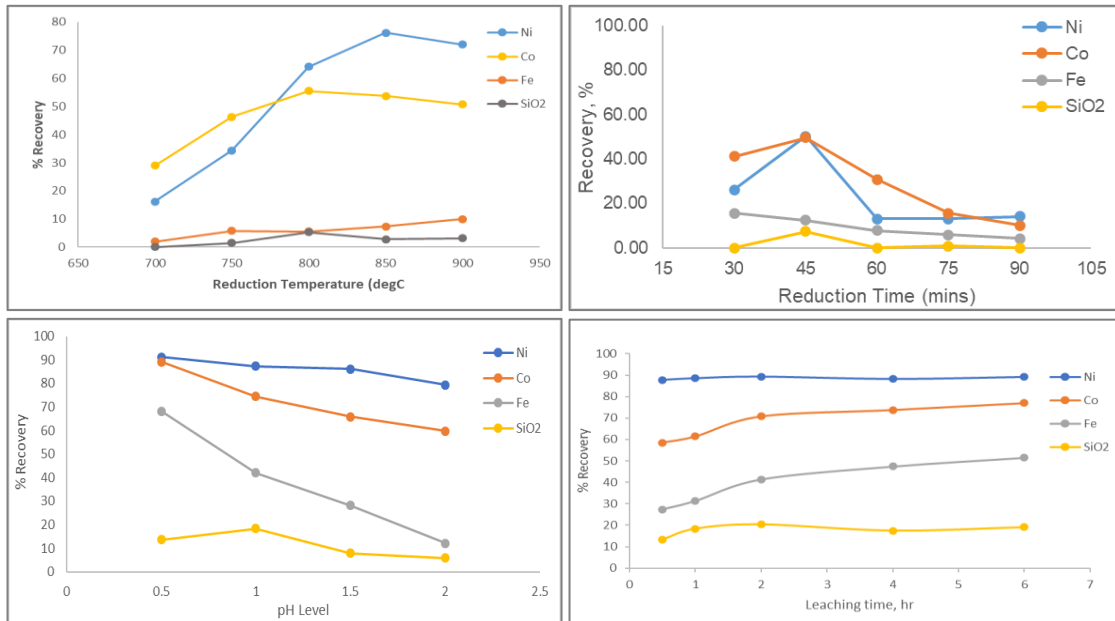 80
70
60
50
40
30
20
10
0
650 700 750 800 850 900 950
% Recovery
Reduction Temperature (degC
Ni
Co
Fe
SiO2
100.00
80.00
60.00
40.00
20.00
0.00
15 30 45 60 75 90 105
Recovery, %
Reduction Time (mins)
Ni
Co
Fe
SiO2
100
90
80
70
60
50
40
30
20
10
0
0 0.5 1 1.5 2 2.5
% Recovery
pH Level
Ni
Co
Fe
SiO2
100
90
80
70
60
50
40
30
20
10
0
0 1 2 3 4 5 6 7
% Recovery
Leaching time, hr
Ni
Co
Fe
SiO2